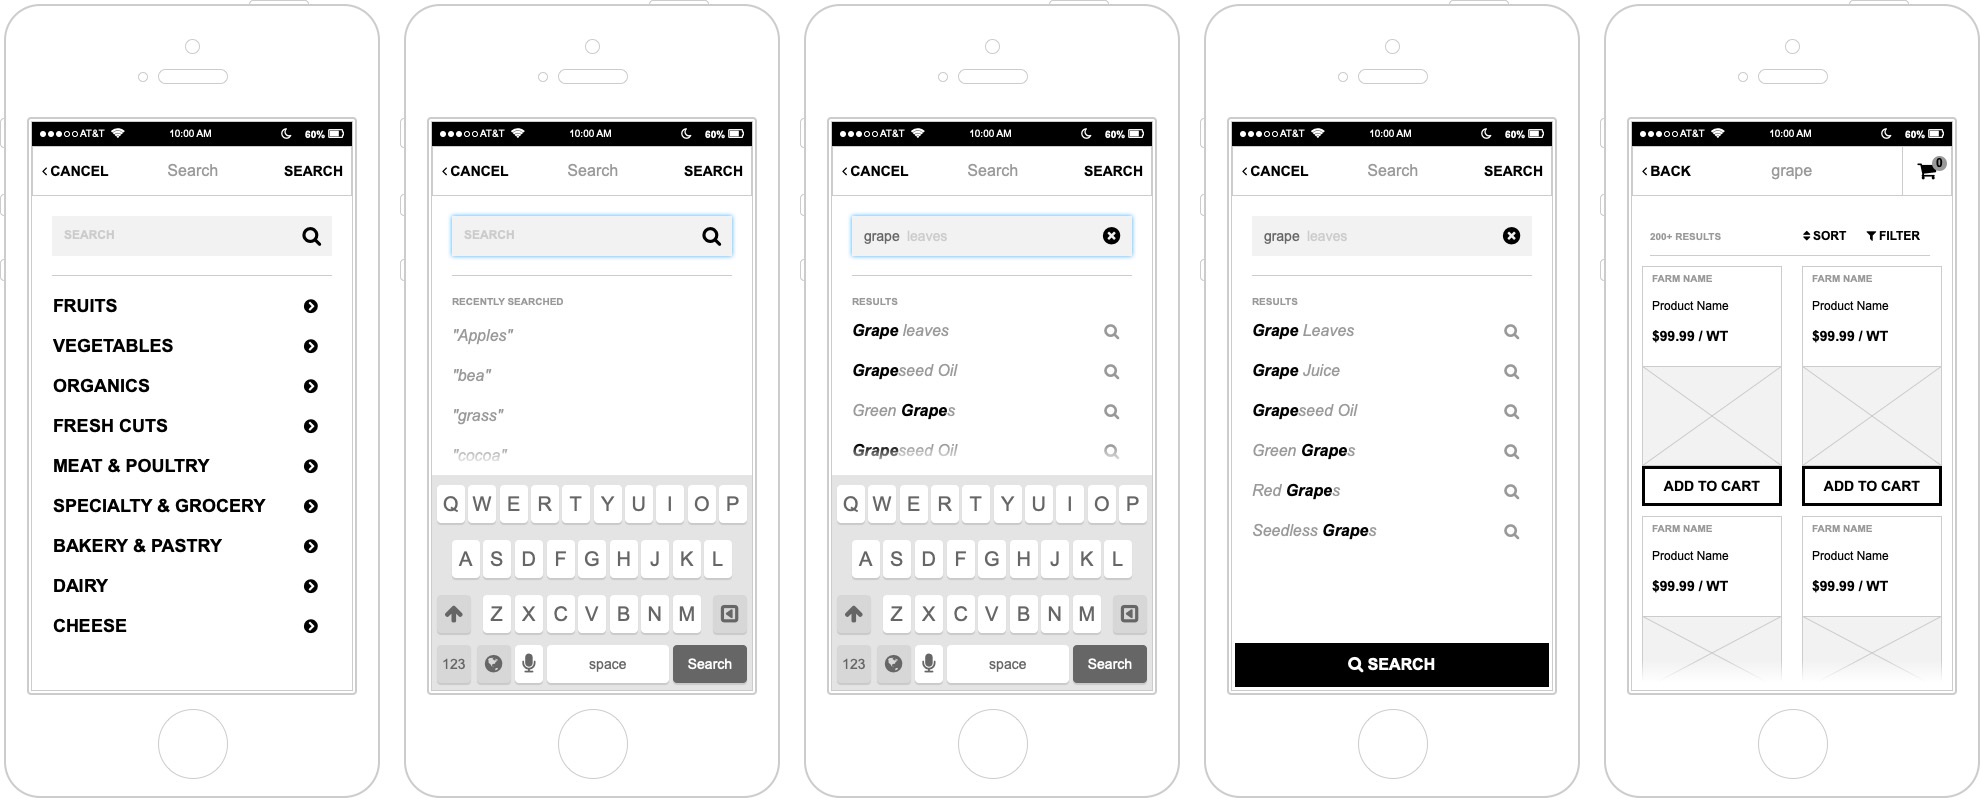 AT&T 10:00 AM 60%
CANCEL Search SEARCH
SEARCH
FRUITS
VEGETABLES
ORGANICS
FRESH CUTS
MEAT & POULTRY
SPECIALTY & GROCERY
BAKERY & PASTRY
DAIRY
CHEESE
AT&T 10:00 AM 60%
CANCEL Search SEARCH
SEARCH
RECENTLY SEARCHED
"Apples"
"bea"
"grass"
"cocoa"
Q W E R T Y U I O P
A S D F G H J K L
Z X C V B N M
123 space Search
AT&T 10:00 AM 60%
CANCEL Search SEARCH
grape leaves
RESULTS
Grape leaves
Grapeseed Oil
Green Grapes
Grapeseed Oil
Q W E R T Y U I O P
A S D F G H J K L
Z X C V B N M
123 space Search
AT&T 10:00 AM 60%
CANCEL Search SEARCH
grape leaves
RESULTS
Grape Leaves
Grape Juice
Grapeseed Oil
Green Grapes
Red Grapes
Seedless Grapes
SEARCH
AT&T 10:00 AM 60%
BACK grape 0
200+ RESULTS SORT FILTER
FARM NAME FARM NAME
Product Name Product Name
$99.99 / WT $99.99 / WT
ADD TO CART ADD TO CART
FARM NAME FARM NAME
Product Name Product Name
$99.99 / WT $99.99 / WT